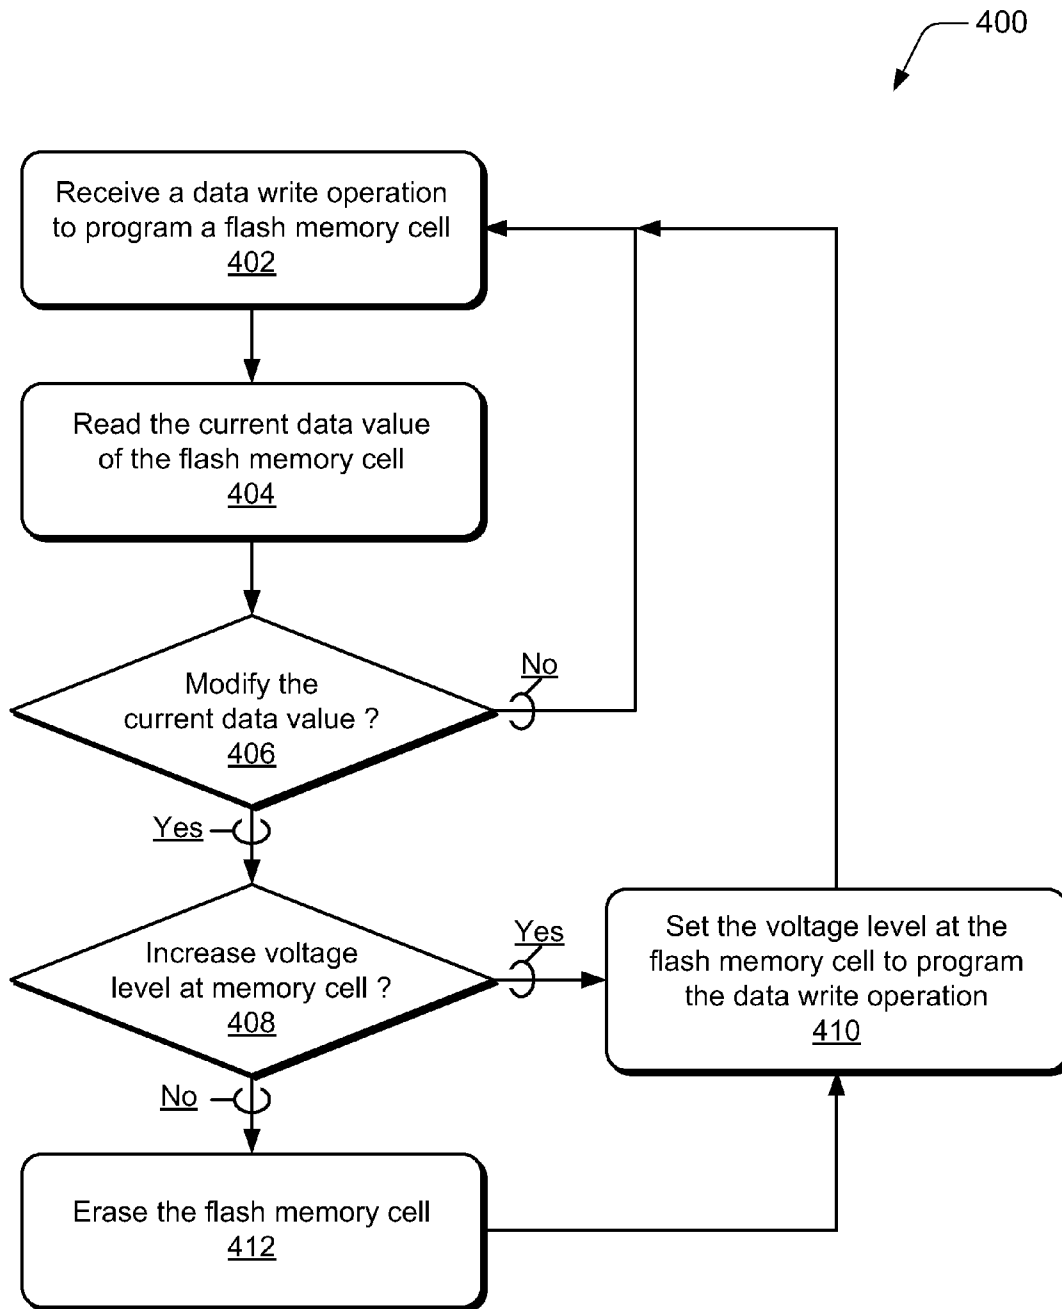 400
Receive a data write operation
to program a flash memory cell
402
Read the current data value
of the flash memory cell
404
Modify the
current data value ?
406
No
Yes
Increase voltage
level at memory cell ?
408
Yes
No
Set the voltage level at the
flash memory cell to program
the data write operation
410
Erase the flash memory cell
412